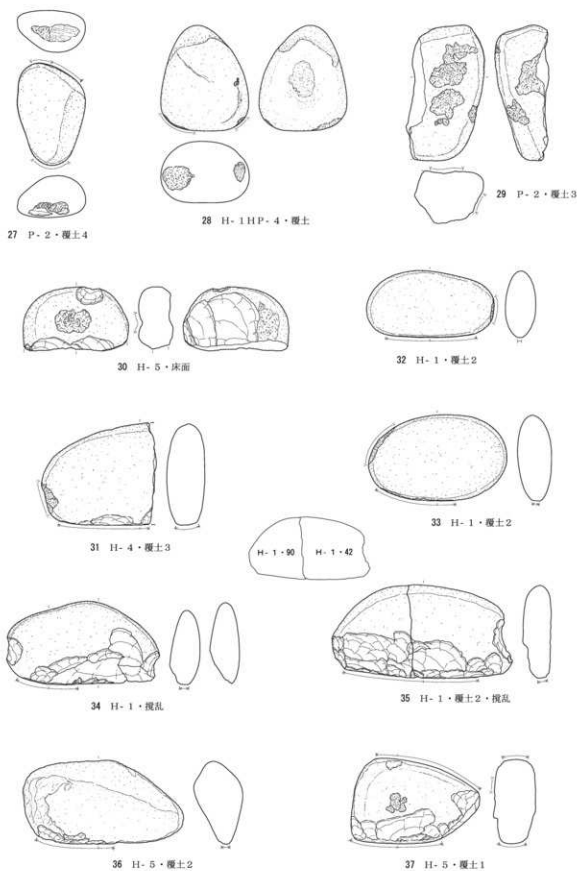 27 P-2・覆土4
28 H-1HP-4・覆土
29 P-2・覆土3
30 H-5・床面
32 H-1・覆土2
31 H-4・覆土3
33 H-1・覆土2
H-1・90 H-1・42
34 H-1・撹乱
35 H-1・覆土2・撹乱
36 H-5・覆土2
37 H-5・覆土1